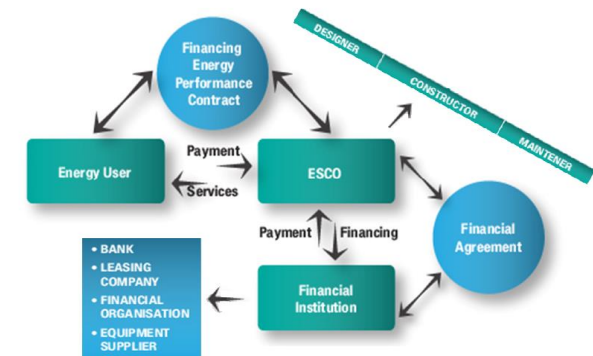 Financing
Energy
Performance
Contract
DESIGNER
CONSTRUCTOR
MAINTENER
Energy User
Payment
Services
ESCO
Payment
Financing
Financial
Agreement
• BANK
• LEASING
COMPANY
• FINANCIAL
ORGANISATION
• EQUIPMENT
SUPPLIER
Financial
Institution